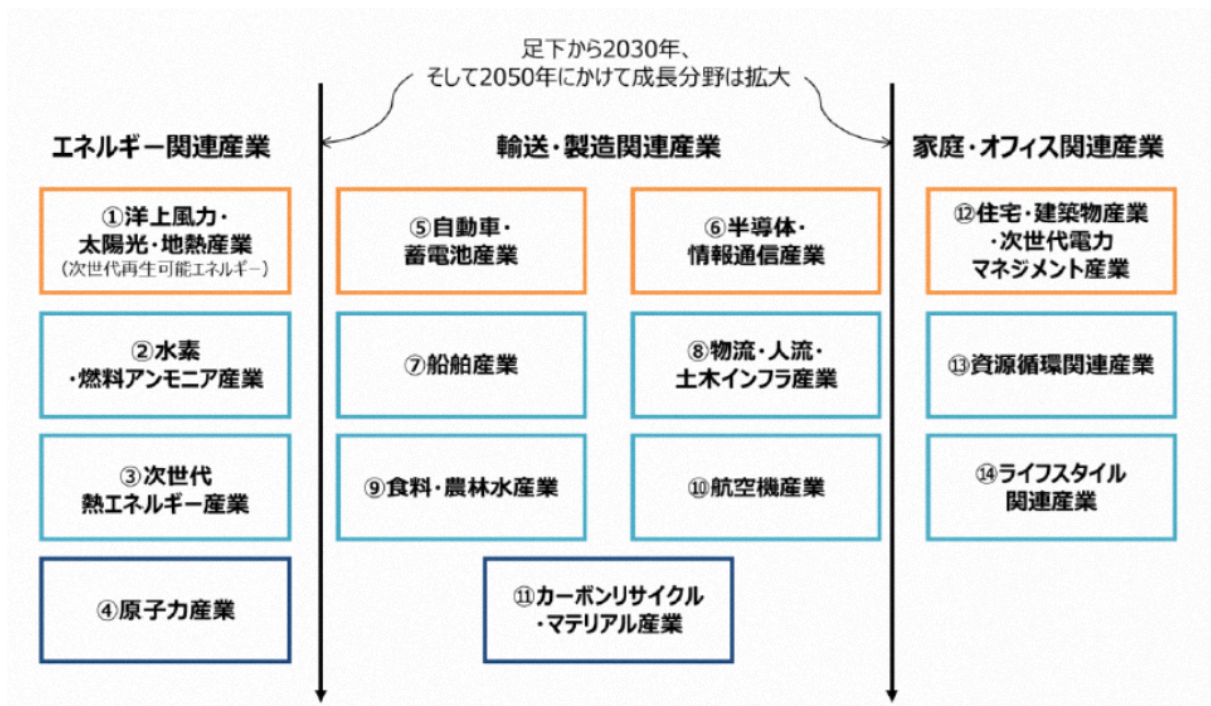 足下から2030年、
そして2050年にかけて成長分野は拡大
エネルギー関連産業
輸送・製造関連産業
家庭・オフィス関連産業
①洋上風力・
太陽光・地熱産業
（次世代再生可能エネルギー）
⑤自動車・
蓄電池産業
⑥半導体・
情報通信産業
⑫住宅・建築物産業
・次世代電力
マネジメント産業
②水素
・燃料アンモニア産業
⑦船舶産業
⑧物流・人流・
土木インフラ産業
⑬資源循環関連産業
③次世代
熱エネルギー産業
⑨食料・農林水産業
⑩航空機産業
⑭ライフスタイル
関連産業
④原子力産業
⑪カーボンリサイクル
・マテリアル産業